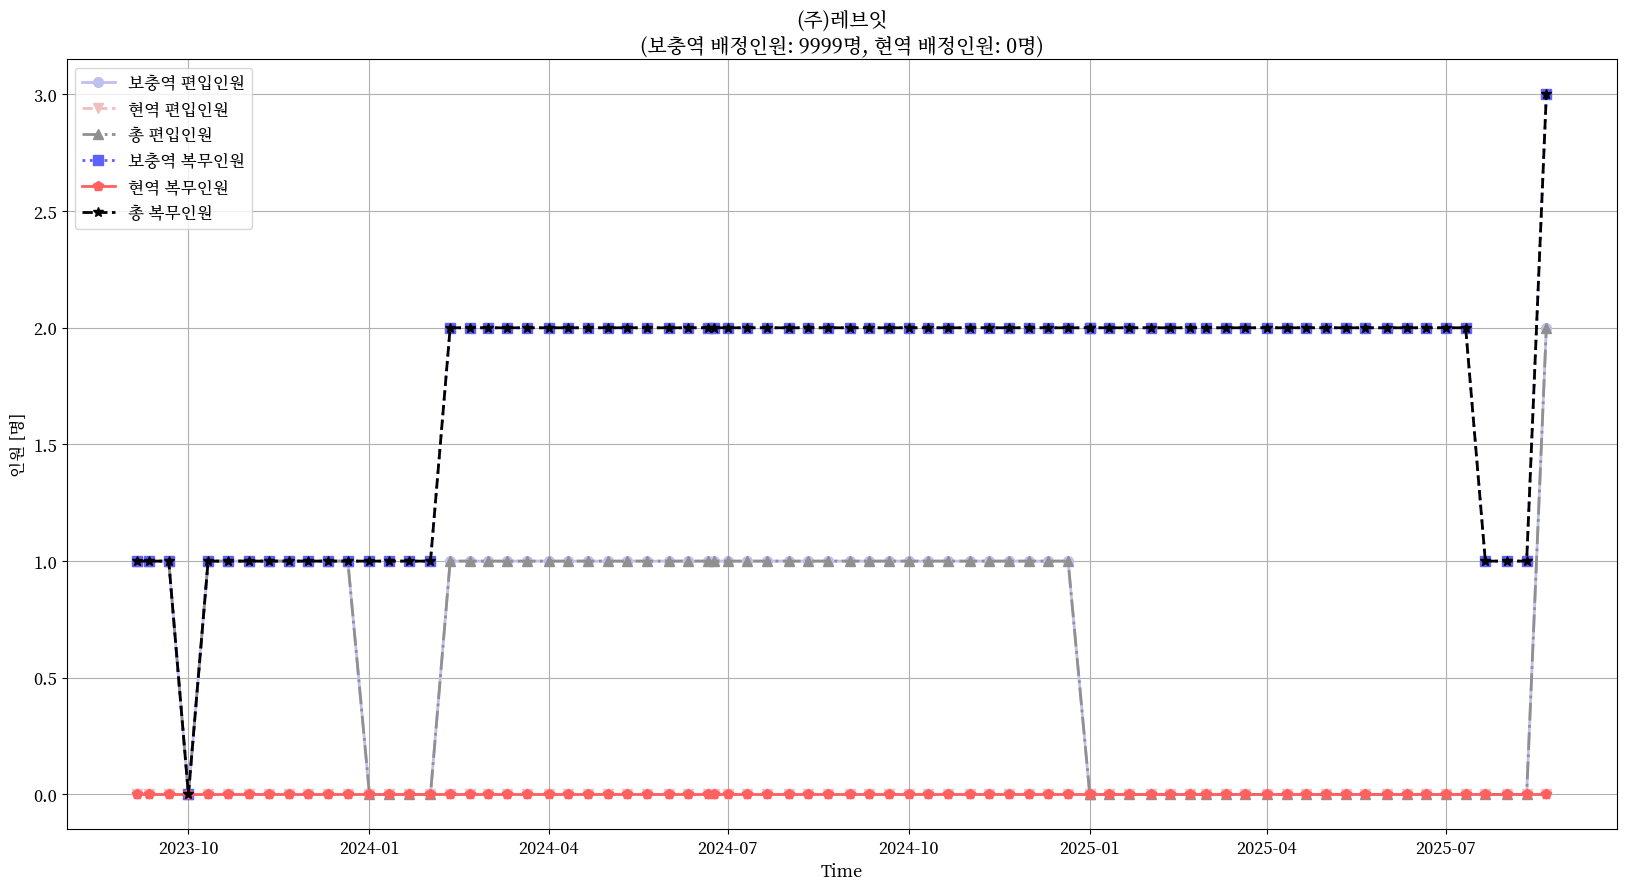 (주)레브잇
(보충역 배정인원: 9999명, 현역 배정인원: 0명)
보충역 편입인원
현역 편입인원
총 편입인원
보충역 복무인원
현역 복무인원
총 복무인원
3.0
2.5
2.0
1.5
1.0
0.5
0.0
인원 [명]
2023-10
2024-01
2024-04
2024-07
2024-10
2025-01
2025-04
2025-07
Time